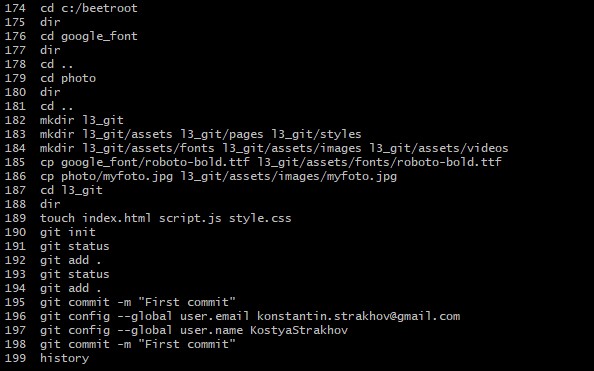 174 cd c:/beetroot
175 dir
176 cd google_font
177 dir
178 cd ..
179 cd photo
180 dir
181 cd ..
182 mkdir l3_git
183 mkdir l3_git/assets l3_git/pages l3_git/styles
184 mkdir l3_git/assets/fonts l3_git/assets/images l3_git/assets/videos
185 cp google_font/roboto-bold.ttf l3_git/assets/fonts/roboto-bold.ttf
186 cp photo/myfoto.jpg l3_git/assets/images/myfoto.jpg
187 cd l3_git
188 dir
189 touch index.html script.js style.css
190 git init
191 git status
192 git add .
193 git status
194 git add .
195 git commit -m "First commit"
196 git config --global user.email konstantin.strakhov@gmail.com
197 git config --global user.name KostyaStrakhov
198 git commit -m "First commit"
199 history